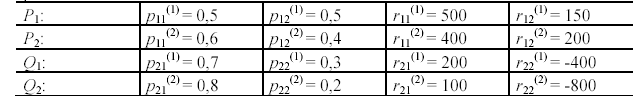 P₁: p₁₁⁽¹⁾ = 0,5 p₁₂⁽¹⁾ = 0,5 r₁₁⁽¹⁾ = 500 r₁₂⁽¹⁾ = 150
P₂: p₁₁⁽²⁾ = 0,6 p₁₂⁽²⁾ = 0,4 r₁₁⁽²⁾ = 400 r₁₂⁽²⁾ = 200
Q₁: p₂₁⁽¹⁾ = 0,7 p₂₂⁽¹⁾ = 0,3 r₂₁⁽¹⁾ = 200 r₂₂⁽¹⁾ = -400
Q₂: p₂₁⁽²⁾ = 0,8 p₂₂⁽²⁾ = 0,2 r₂₁⁽²⁾ = 100 r₂₂⁽²⁾ = -800